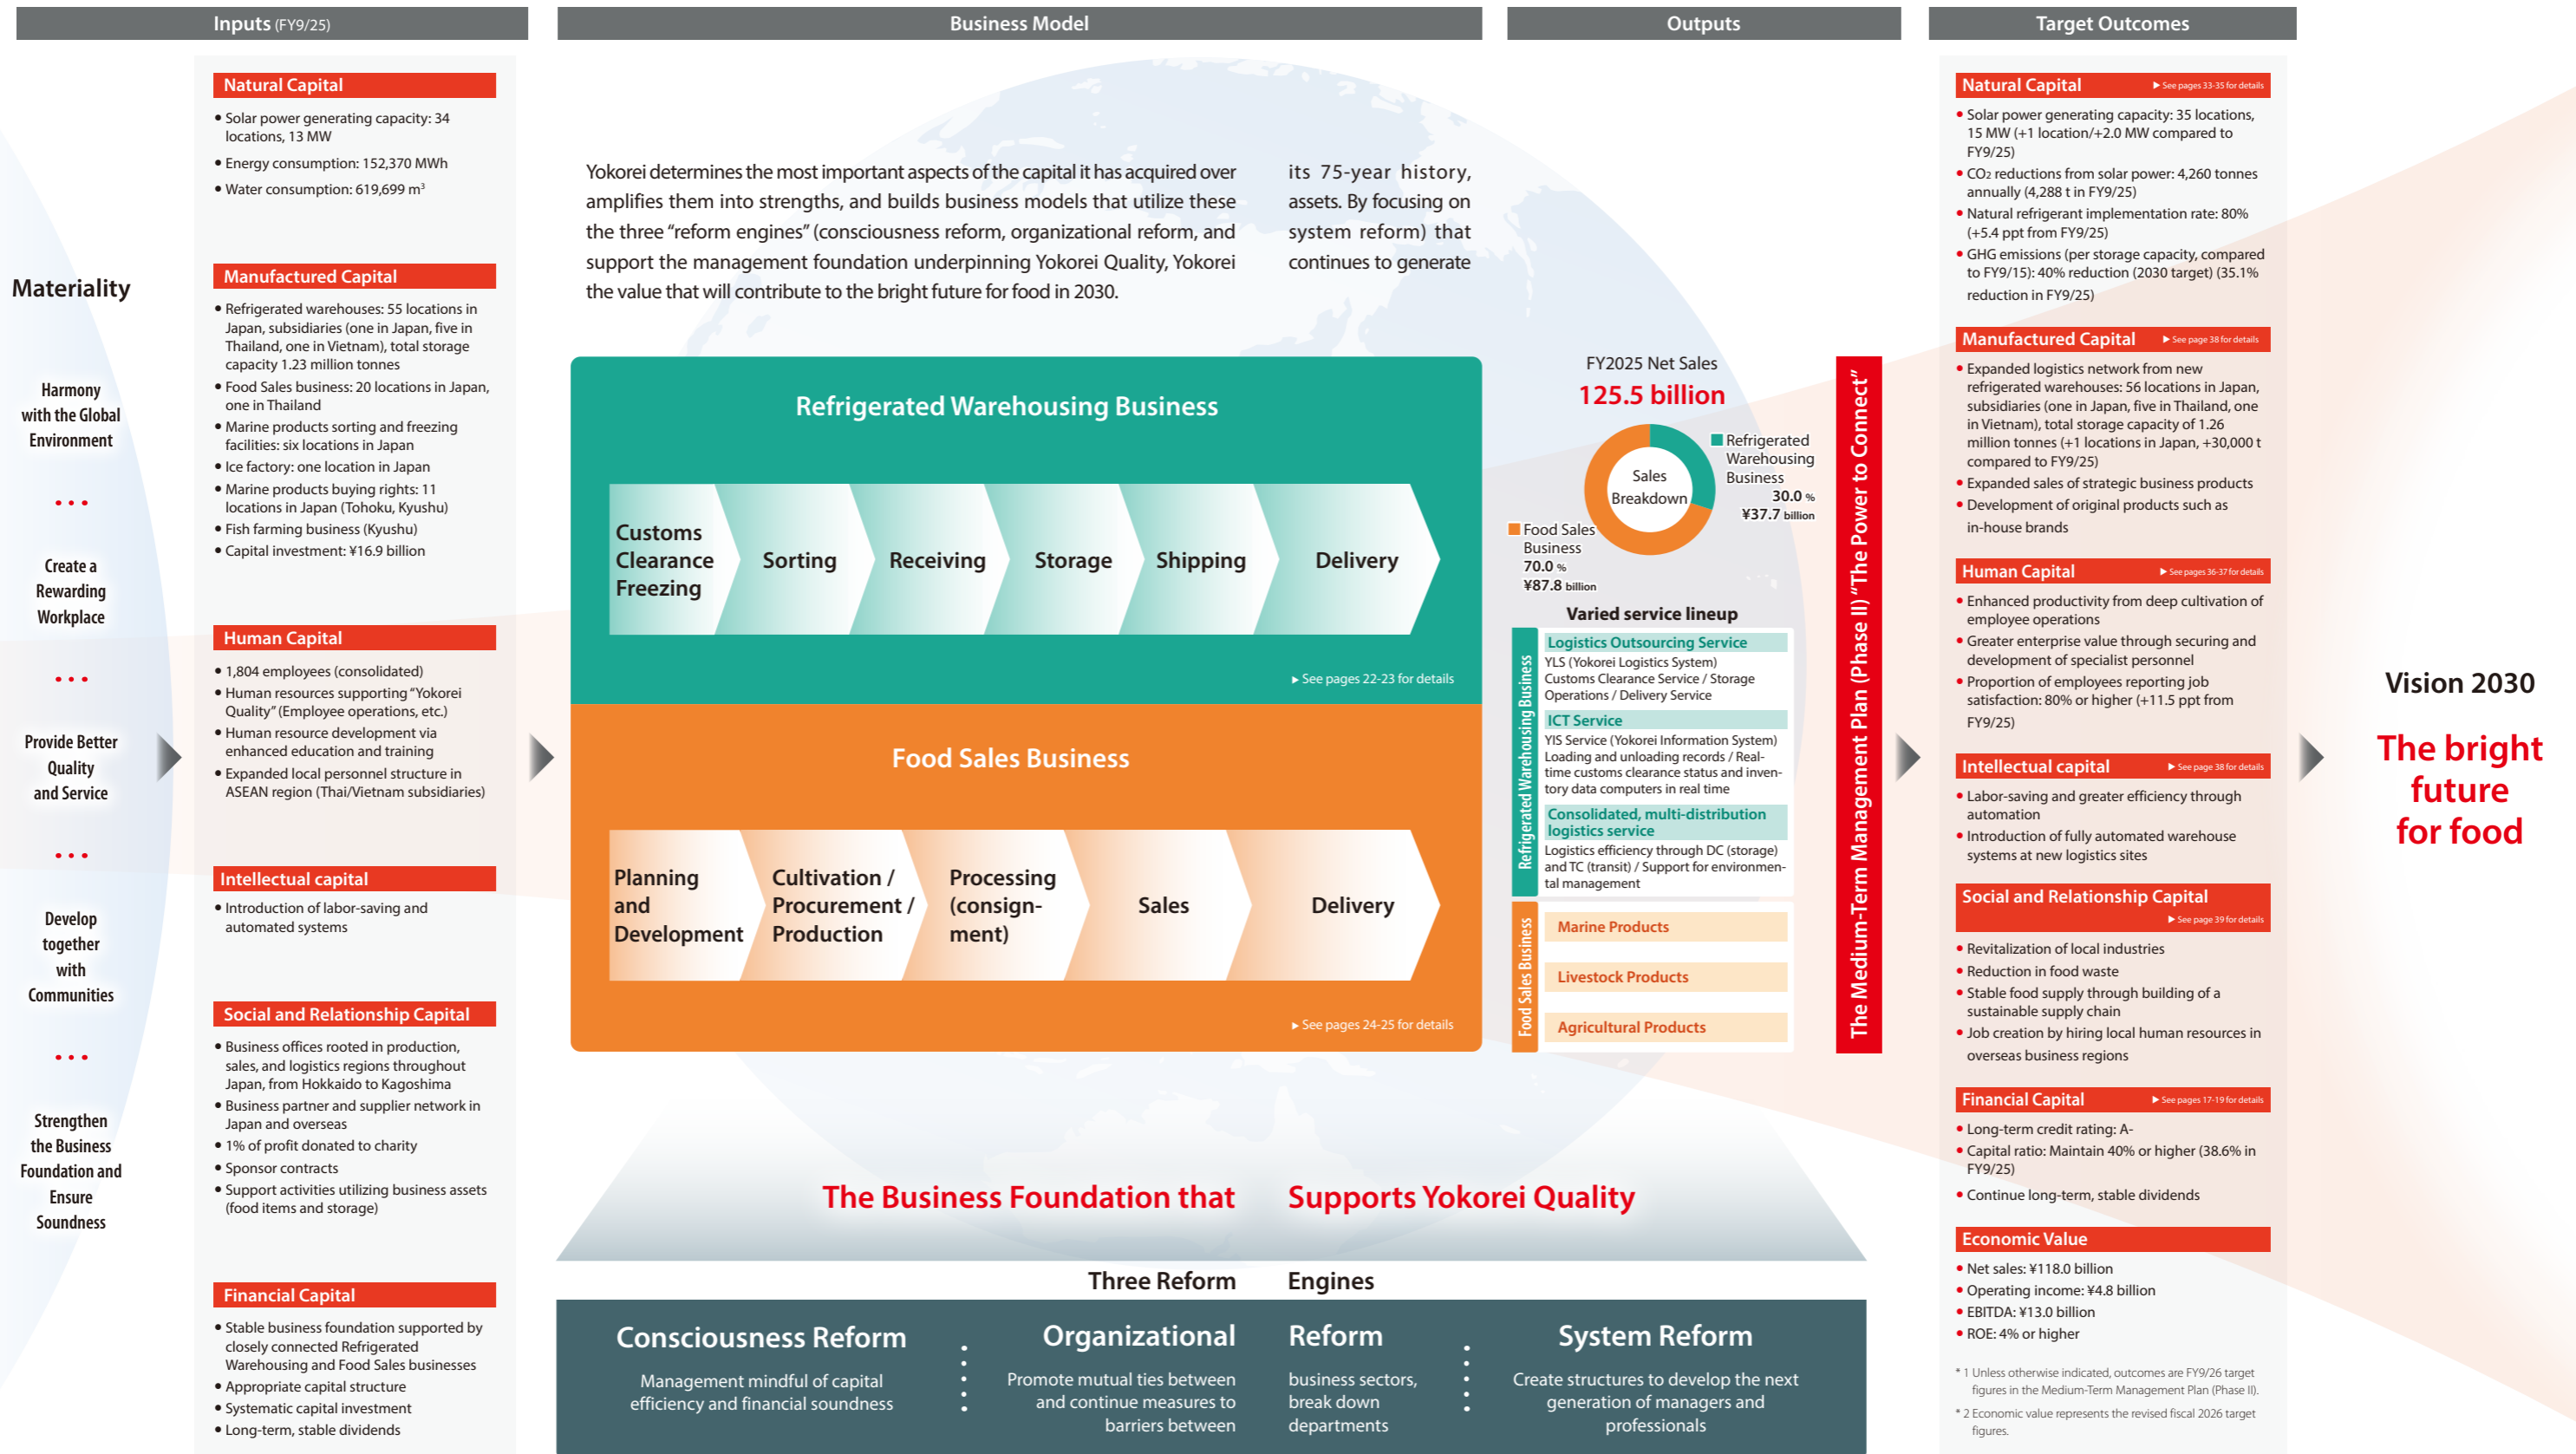 Inputs (FY9/25)
Business Model
Outputs
Target Outcomes
Materiality
Harmony
with the Global
Environment
Create a
Rewarding
Workplace
Provide Better
Quality
and Service
Develop
together
with
Communities
Strengthen
the Business
Foundation and
Ensure
Soundness
Natural Capital
• Solar power generating capacity: 34
locations, 13 MW
• Energy consumption: 152,370 MWh
• Water consumption: 619,699 m³
Manufactured Capital
• Refrigerated warehouses: 55 locations in
Japan, subsidiaries (one in Japan, five in
Thailand, one in Vietnam), total storage
capacity 1.23 million tonnes
• Food Sales business: 20 locations in Japan,
one in Thailand
• Marine products sorting and freezing
facilities: six locations in Japan
• Ice factory: one location in Japan
• Marine products buying rights: 11
locations in Japan (Tohoku, Kyushu)
• Fish farming business (Kyushu)
• Capital investment: ¥16.9 billion
Human Capital
• 1,804 employees (consolidated)
• Human resources supporting "Yokorei
Quality" (Employee operations, etc.)
• Human resource development via
enhanced education and training
• Expanded local personnel structure in
ASEAN region (Thai/Vietnam subsidiaries)
Intellectual capital
• Introduction of labor-saving and
automated systems
Social and Relationship Capital
• Business offices rooted in production,
sales, and logistics regions throughout
Japan, from Hokkaido to Kagoshima
• Business partner and supplier network in
Japan and overseas
• 1% of profit donated to charity
• Sponsor contracts
• Support activities utilizing business assets
(food items and storage)
Financial Capital
• Stable business foundation supported by
closely connected Refrigerated
Warehousing and Food Sales businesses
• Appropriate capital structure
• Systematic capital investment
• Long-term, stable dividends
Yokorei determines the most important aspects of the capital it has acquired over its 75-year history,
amplifies them into strengths, and builds business models that utilize these assets. By focusing on
the three "reform engines" (consciousness reform, organizational reform, and system reform) that
support the management foundation underpinning Yokorei Quality, Yokorei continues to generate
the value that will contribute to the bright future for food in 2030.
Refrigerated Warehousing Business
Customs
Clearance
Freezing
Sorting
Receiving
Storage
Shipping
Delivery
▶ See pages 22-23 for details
Food Sales Business
Planning
and
Development
Cultivation /
Procurement /
Production
Processing
(consign-
ment)
Sales
Delivery
▶ See pages 24-25 for details
The Business Foundation that Supports Yokorei Quality
Three Reform Engines
Consciousness Reform
Management mindful of capital
efficiency and financial soundness
Organizational Reform
Promote mutual ties between business sectors,
and continue measures to break down
barriers between departments
System Reform
Create structures to develop the next
generation of managers and
professionals
FY2025 Net Sales
125.5 billion
Sales
Breakdown
Refrigerated
Warehousing
Business
30.0 %
¥37.7 billion
Food Sales
Business
70.0 %
¥87.8 billion
Varied service lineup
Refrigerated Warehousing Business
Logistics Outsourcing Service
YLS (Yokorei Logistics System)
Customs Clearance Service / Storage
Operations / Delivery Service
ICT Service
YIS Service (Yokorei Information System)
Loading and unloading records / Real-
time customs clearance status and inven-
tory data computers in real time
Consolidated, multi-distribution
logistics service
Logistics efficiency through DC (storage)
and TC (transit) / Support for environmen-
tal management
Food Sales Business
Marine Products
Livestock Products
Agricultural Products
The Medium-Term Management Plan (Phase II) "The Power to Connect"
Natural Capital ▶ See pages 33-35 for details
• Solar power generating capacity: 35 locations,
15 MW (+1 location/+2.0 MW compared to
FY9/25)
• CO2 reductions from solar power: 4,260 tonnes
annually (4,288 t in FY9/25)
• Natural refrigerant implementation rate: 80%
(+5.4 ppt from FY9/25)
• GHG emissions (per storage capacity, compared
to FY9/15): 40% reduction (2030 target) (35.1%
reduction in FY9/25)
Manufactured Capital ▶ See page 38 for details
• Expanded logistics network from new
refrigerated warehouses: 56 locations in Japan,
subsidiaries (one in Japan, five in Thailand, one
in Vietnam), total storage capacity of 1.26
million tonnes (+1 locations in Japan, +30,000 t
compared to FY9/25)
• Expanded sales of strategic business products
• Development of original products such as
in-house brands
Human Capital ▶ See pages 36-37 for details
• Enhanced productivity from deep cultivation of
employee operations
• Greater enterprise value through securing and
development of specialist personnel
• Proportion of employees reporting job
satisfaction: 80% or higher (+11.5 ppt from
FY9/25)
Intellectual capital ▶ See page 38 for details
• Labor-saving and greater efficiency through
automation
• Introduction of fully automated warehouse
systems at new logistics sites
Social and Relationship Capital
▶ See page 39 for details
• Revitalization of local industries
• Reduction in food waste
• Stable food supply through building of a
sustainable supply chain
• Job creation by hiring local human resources in
overseas business regions
Financial Capital ▶ See pages 17-19 for details
• Long-term credit rating: A-
• Capital ratio: Maintain 40% or higher (38.6% in
FY9/25)
• Continue long-term, stable dividends
Economic Value
• Net sales: ¥118.0 billion
• Operating income: ¥4.8 billion
• EBITDA: ¥13.0 billion
• ROE: 4% or higher
* 1 Unless otherwise indicated, outcomes are FY9/26 target
figures in the Medium-Term Management Plan (Phase II).
* 2 Economic value represents the revised fiscal 2026 target
figures.
Vision 2030
The bright
future
for food